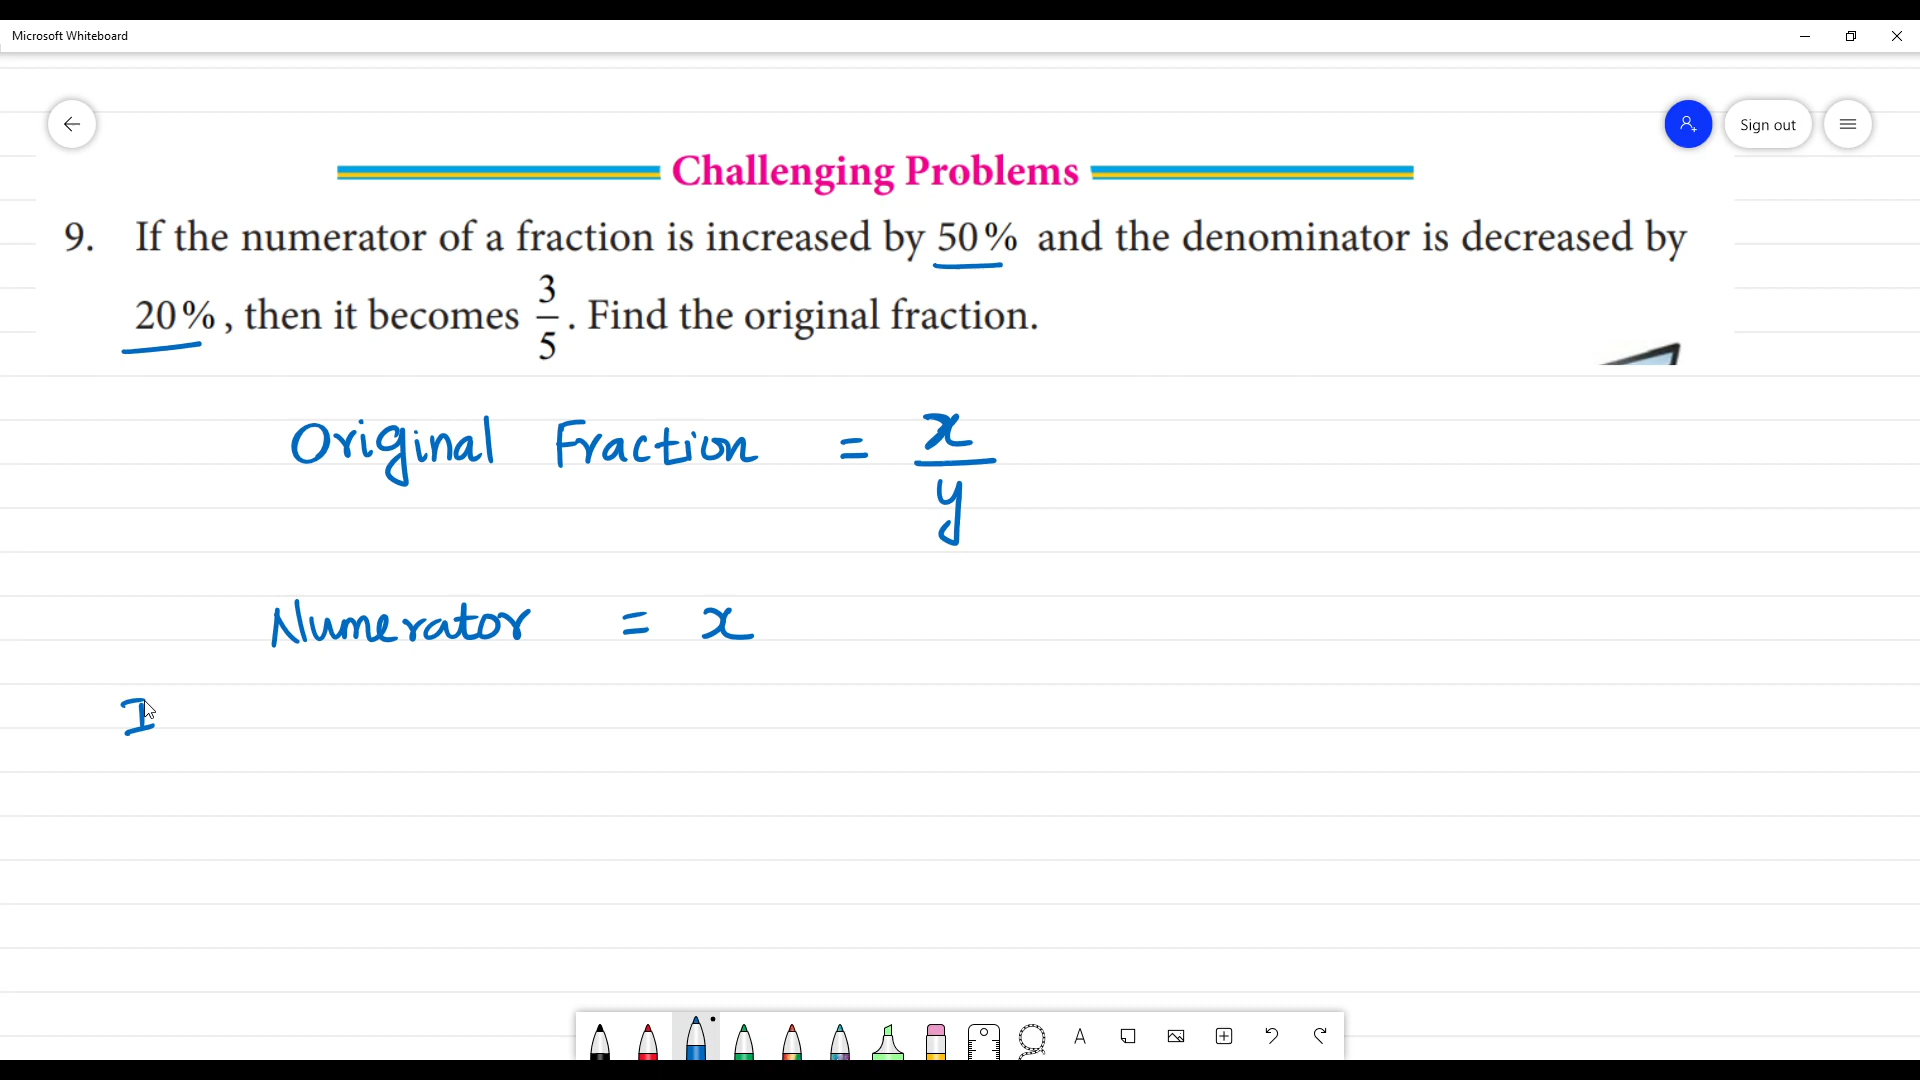 Microsoft Whiteboard
Sign out
Challenging Problems
9. If the numerator of a fraction is increased by 50% and the denominator is decreased by
20%, then it becomes 3/5. Find the original fraction.
Original Fraction = x/y
Numerator = x
I
A